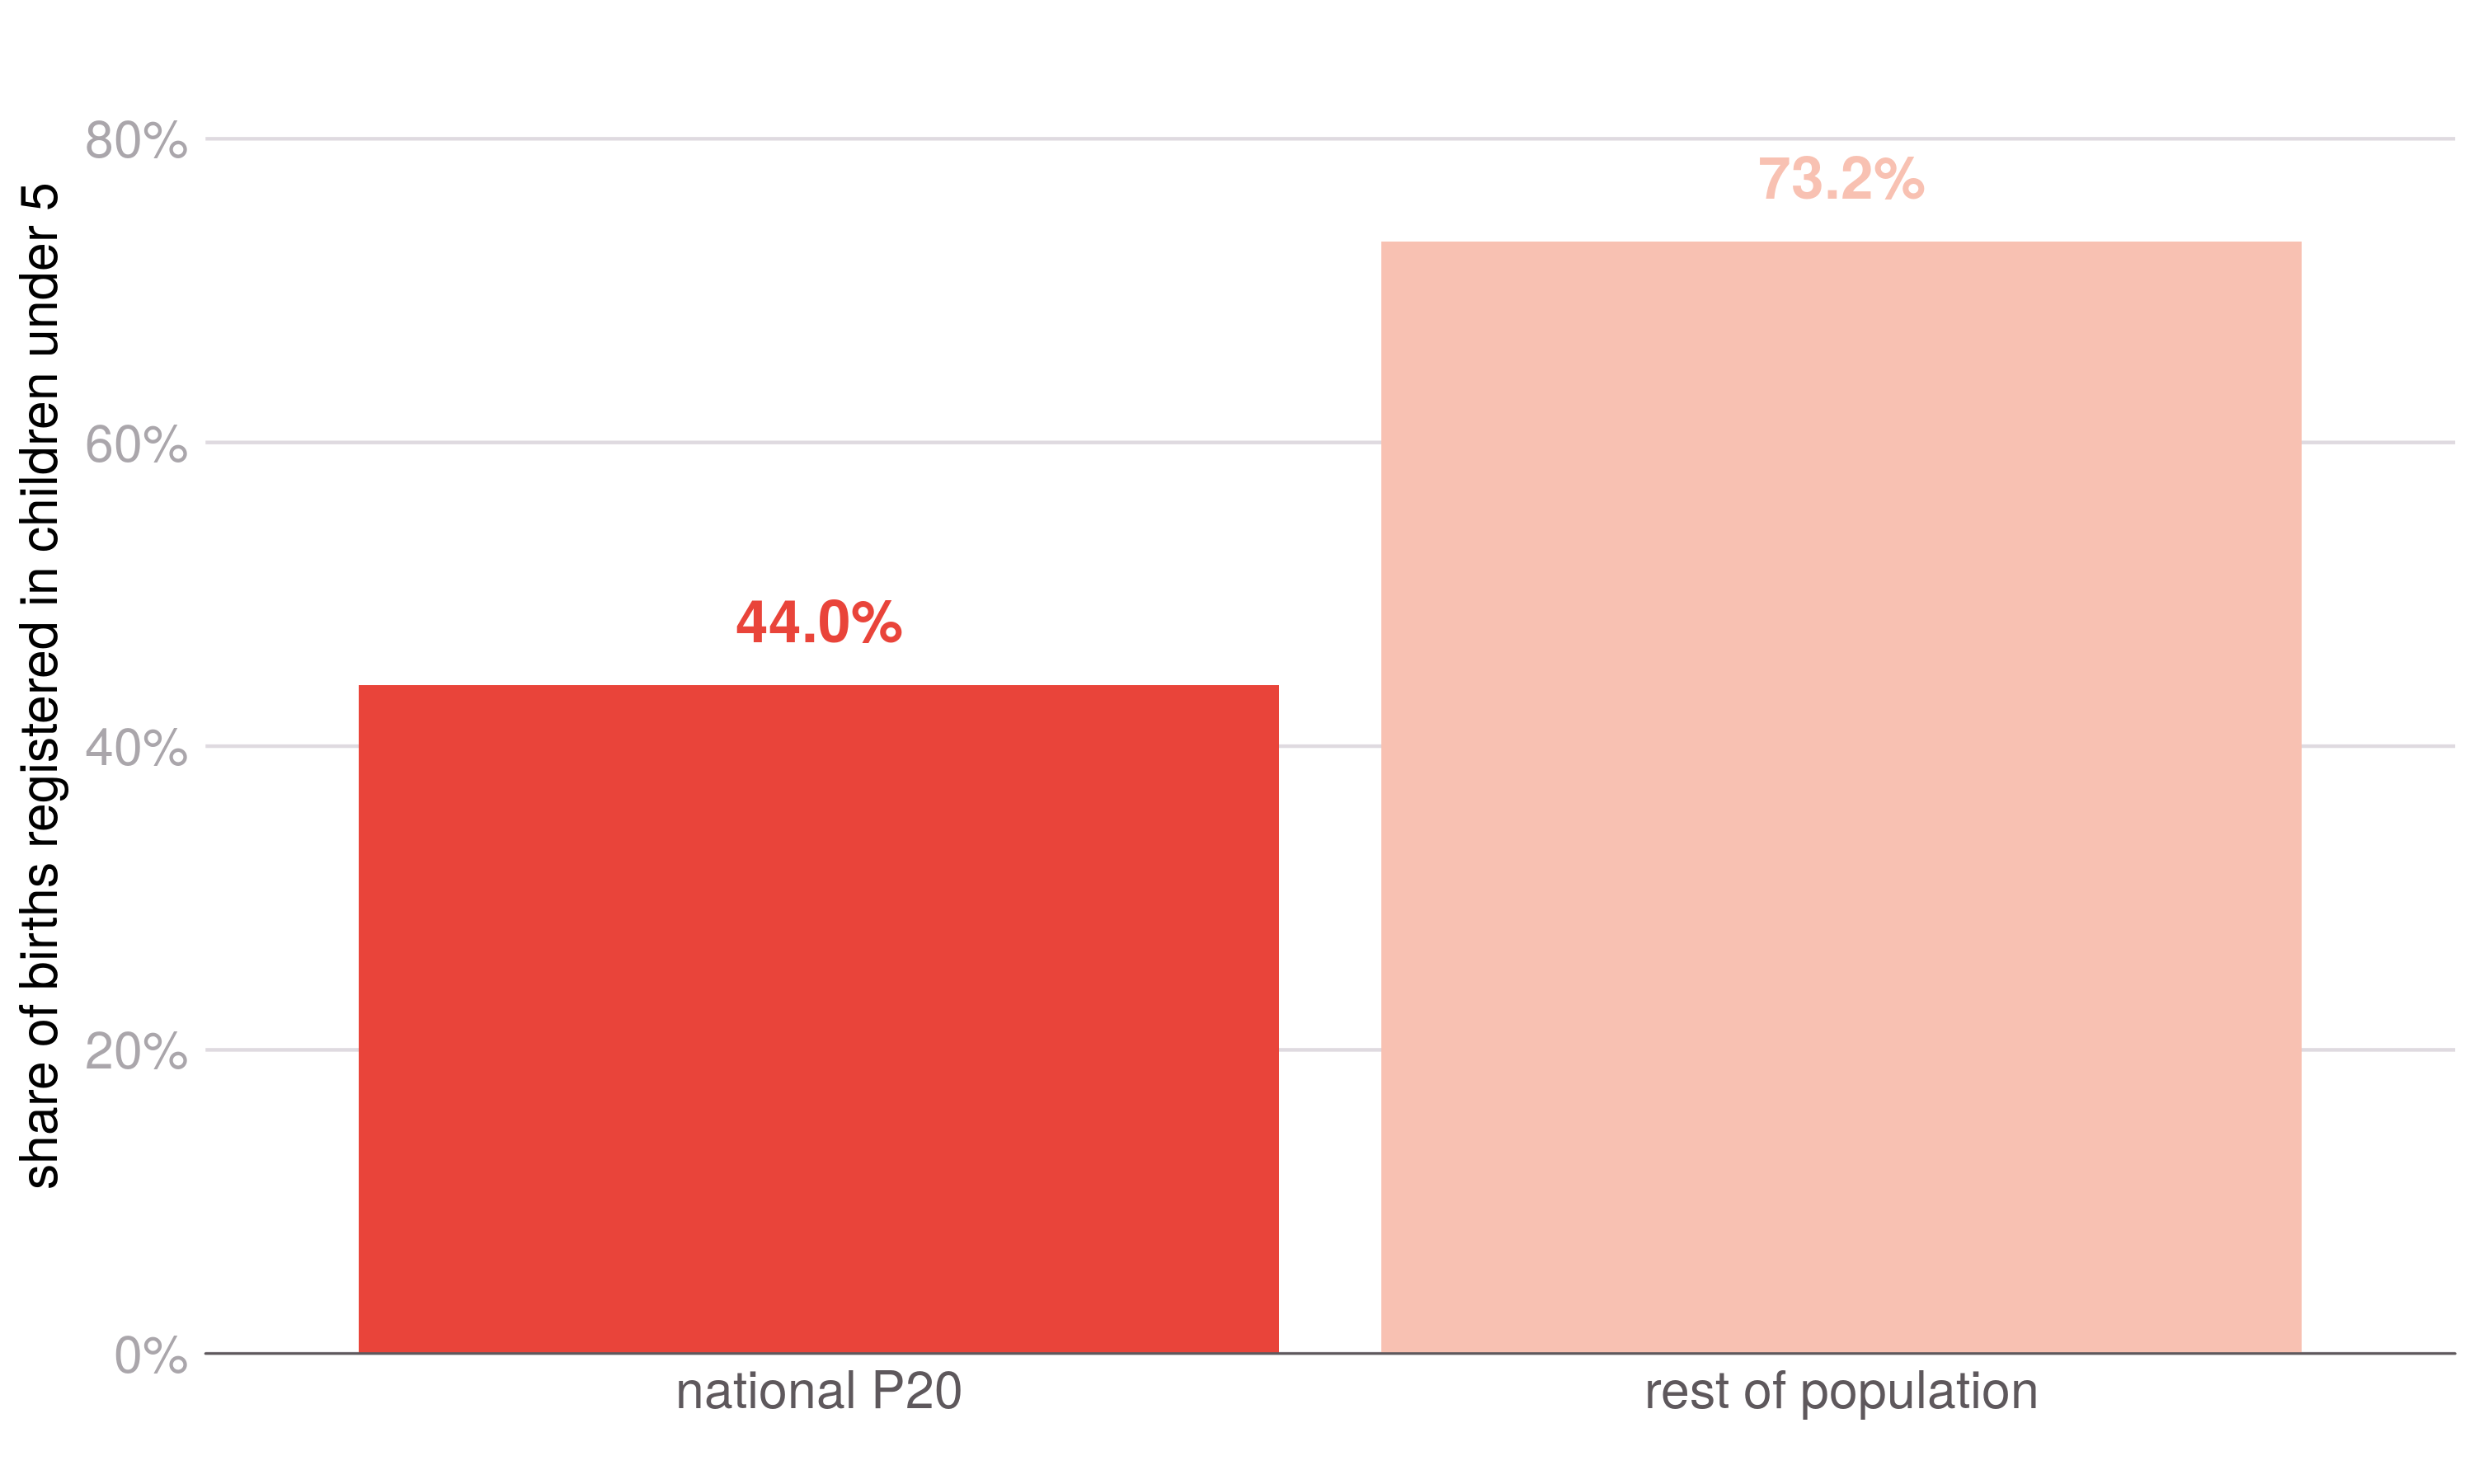 share of births registered in children under 5
80%
60%
40%
20%
0%
44.0%
73.2%
national P20
rest of population